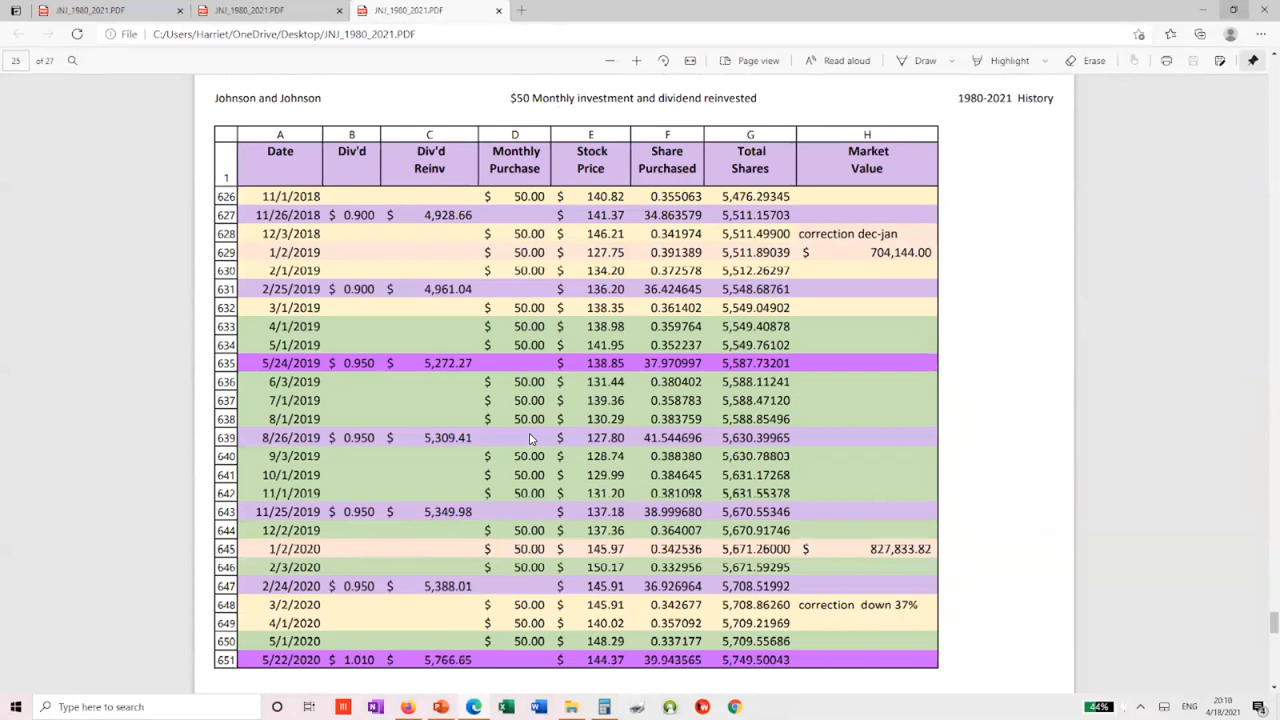 JNJ_1980_2021.PDF
JNJ_1980_2021.PDF
JNJ_1980_2021.PDF
File C:/Users/Harriet/OneDrive/Desktop/JNJ_1980_2021.PDF
25 of 27 Page view Read aloud Draw Highlight Erase
Johnson and Johnson $50 Monthly investment and dividend reinvested 1980-2021 History
A B C D E F G H
Date Div'd Div'd Monthly Stock Share Total Market
1 Reinv Purchase Price Purchased Shares Value
626 11/1/2018 $ 50.00 $ 140.82 0.355063 5,476.29345
627 11/26/2018 $ 0.900 $ 4,928.66 $ 141.37 34.863579 5,511.15703
628 12/3/2018 $ 50.00 $ 146.21 0.341974 5,511.49900 correction dec-jan
629 1/2/2019 $ 50.00 $ 127.75 0.391389 5,511.89039 $ 704,144.00
630 2/1/2019 $ 50.00 $ 134.20 0.372578 5,512.26297
631 2/25/2019 $ 0.900 $ 4,961.04 $ 136.20 36.424645 5,548.68761
632 3/1/2019 $ 50.00 $ 138.35 0.361402 5,549.04902
633 4/1/2019 $ 50.00 $ 138.98 0.359764 5,549.40878
634 5/1/2019 $ 50.00 $ 141.95 0.352237 5,549.76102
635 5/24/2019 $ 0.950 $ 5,272.27 $ 138.85 37.970997 5,587.73201
636 6/3/2019 $ 50.00 $ 131.44 0.380402 5,588.11241
637 7/1/2019 $ 50.00 $ 139.36 0.358783 5,588.47120
638 8/1/2019 $ 50.00 $ 130.29 0.383759 5,588.85496
639 8/26/2019 $ 0.950 $ 5,309.41 $ 127.80 41.544696 5,630.39965
640 9/3/2019 $ 50.00 $ 128.74 0.388380 5,630.78803
641 10/1/2019 $ 50.00 $ 129.99 0.384645 5,631.17268
642 11/1/2019 $ 50.00 $ 131.20 0.381098 5,631.55378
643 11/25/2019 $ 0.950 $ 5,349.98 $ 137.18 38.999680 5,670.55346
644 12/2/2019 $ 50.00 $ 137.36 0.364007 5,670.91746
645 1/2/2020 $ 50.00 $ 145.97 0.342536 5,671.26000 $ 827,833.82
646 2/3/2020 $ 50.00 $ 150.17 0.332956 5,671.59295
647 2/24/2020 $ 0.950 $ 5,388.01 $ 145.91 36.926964 5,708.51992
648 3/2/2020 $ 50.00 $ 145.91 0.342677 5,708.86260 correction down 37%
649 4/1/2020 $ 50.00 $ 140.02 0.357092 5,709.21969
650 5/1/2020 $ 50.00 $ 148.29 0.337177 5,709.55686
651 5/22/2020 $ 1.010 $ 5,766.65 $ 144.37 39.943565 5,749.50043
Type here to search
44% ENG 20:10
4/18/2021